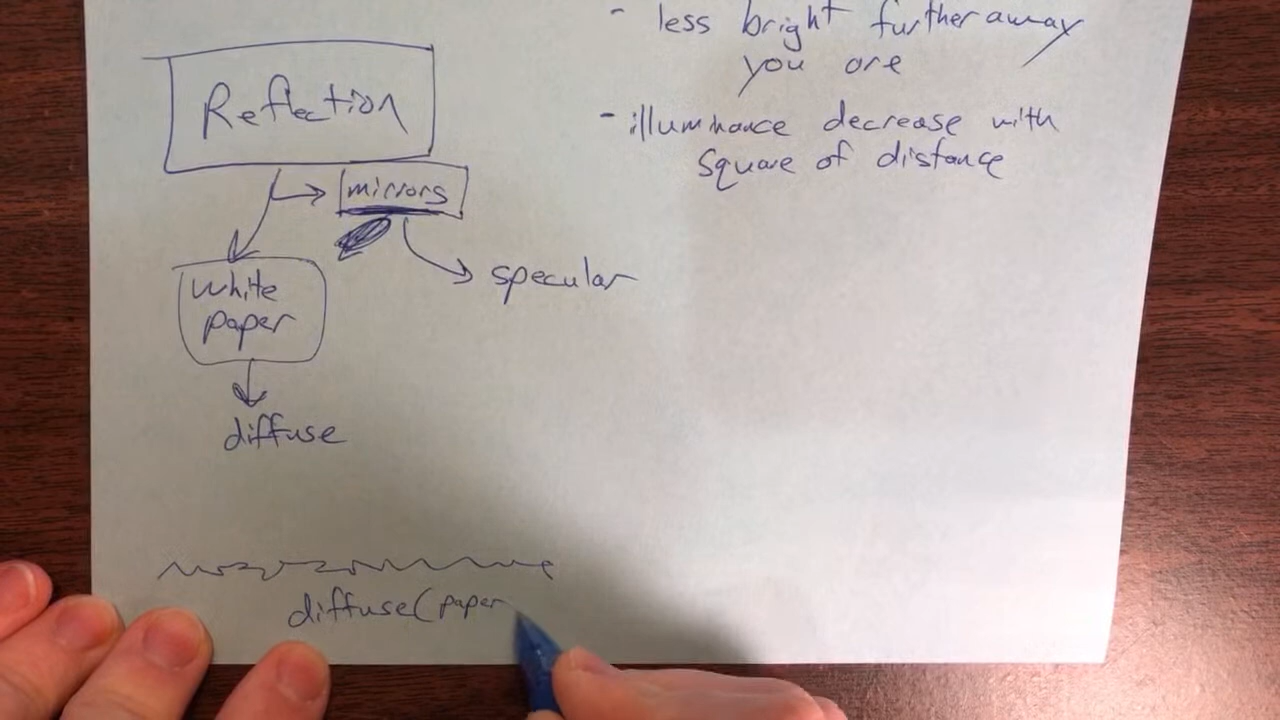 - less bright further away
you are
- illuminance decrease with
square of distance
Reflection
mirrors
specular
white
paper
diffuse
diffuse (paper